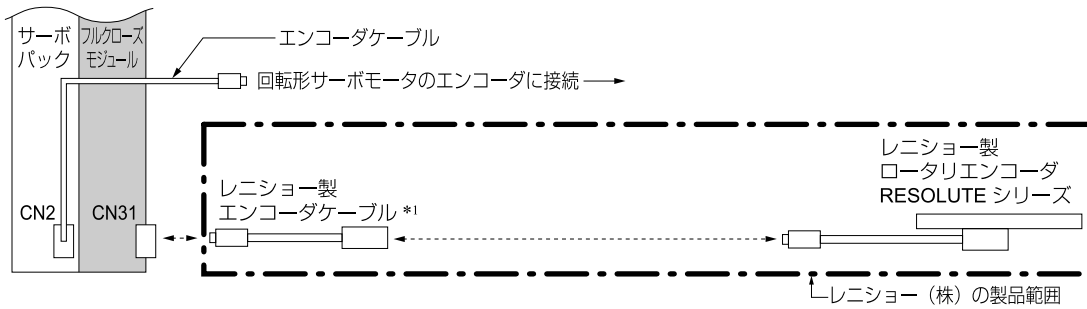 サーボ
パック
フルクローズ
モジュール
エンコーダケーブル
回転形サーボモータのエンコーダに接続
CN2
CN31
レニショー製
エンコーダケーブル *1
レニショー製
ロータリエンコーダ
RESOLUTE シリーズ
レニショー（株）の製品範囲